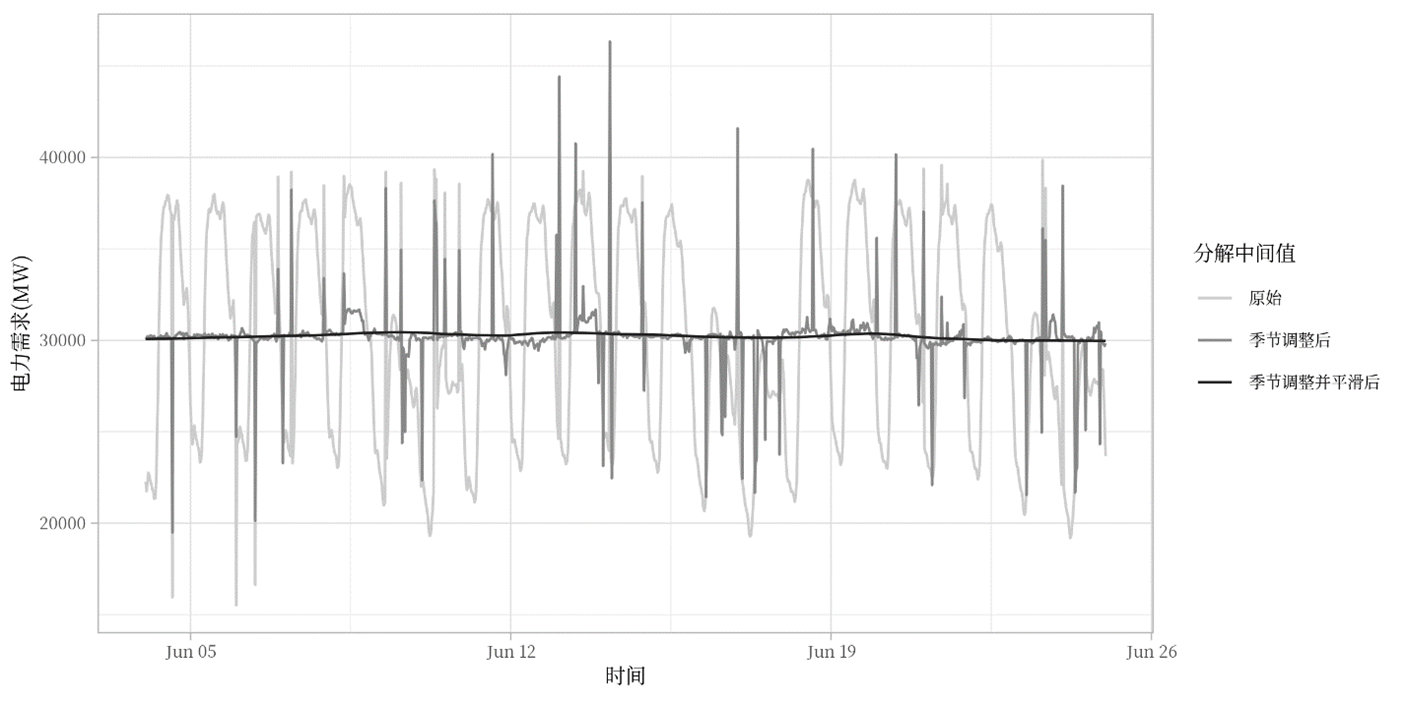 电力需求(MW)
40000
30000
20000
Jun 05
Jun 12
Jun 19
Jun 26
时间
分解中间值
原始
季节调整后
季节调整并平滑后